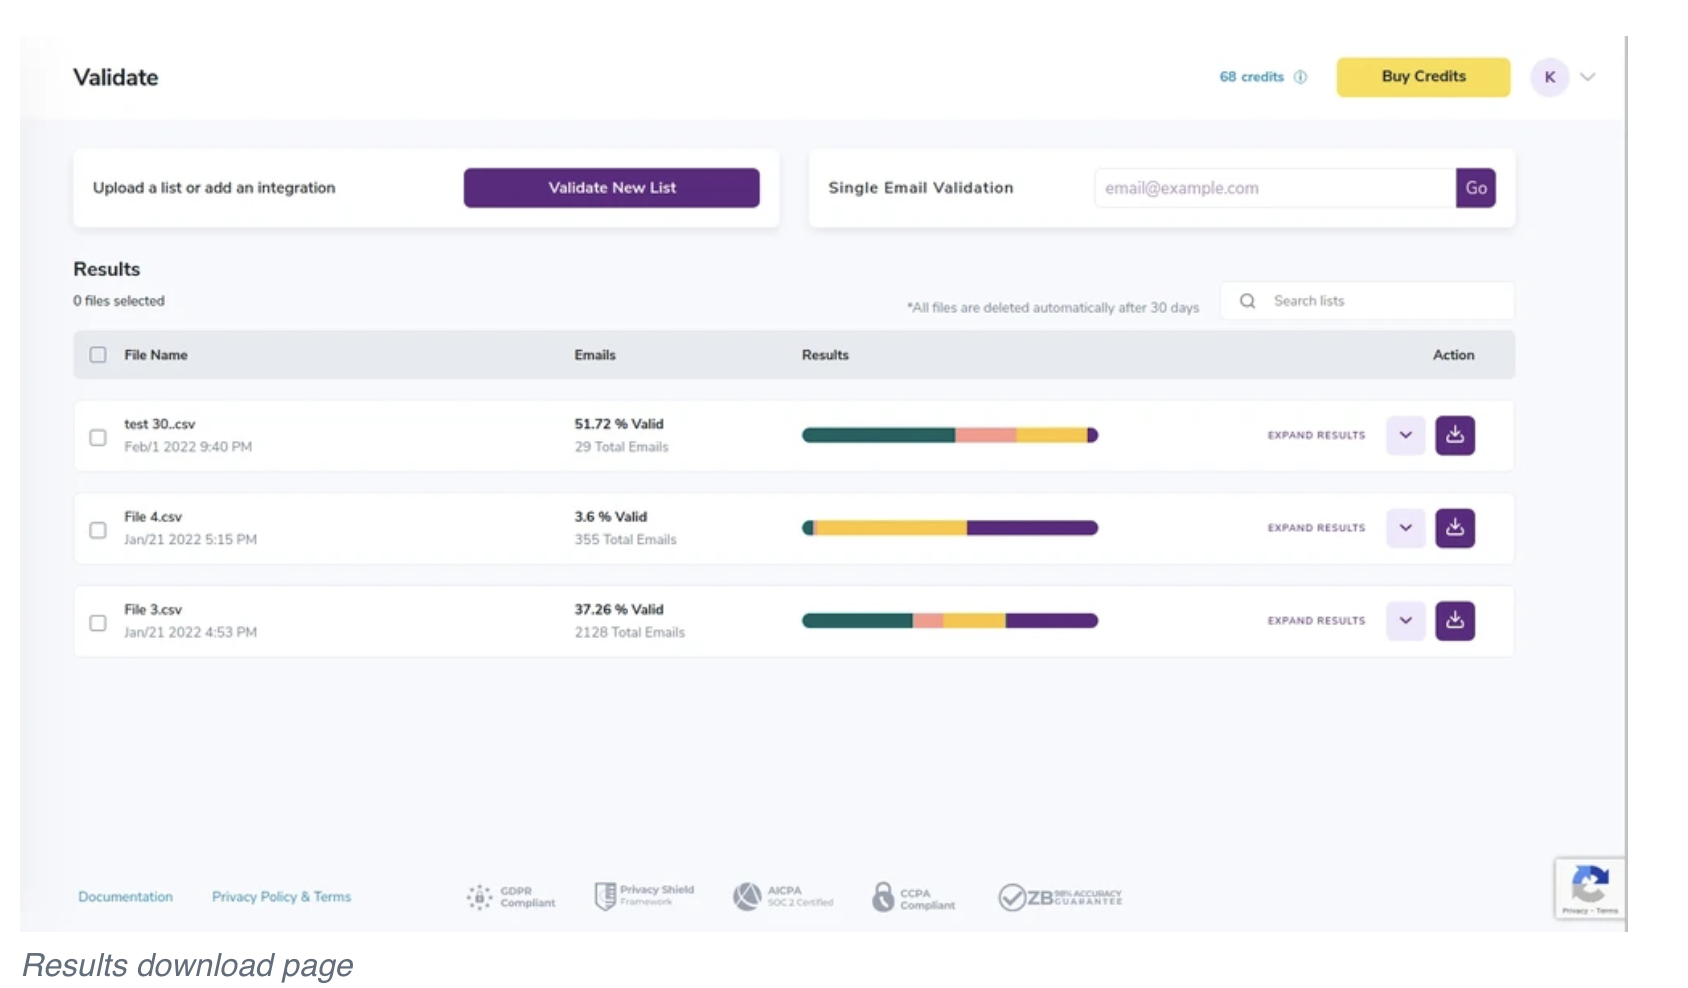 Validate
68 credits
Buy Credits
K
Upload a list or add an integration
Validate New List
Single Email Validation
email@example.com
Go
Results
0 files selected
*All files are deleted automatically after 30 days
Search lists
File Name Emails Results Action
test 30..csv
Feb/1 2022 9:40 PM
51.72 % Valid
29 Total Emails
EXPAND RESULTS
File 4.csv
Jan/21 2022 5:15 PM
3.6 % Valid
355 Total Emails
EXPAND RESULTS
File 3.csv
Jan/21 2022 4:53 PM
37.26 % Valid
2128 Total Emails
EXPAND RESULTS
Documentation
Privacy Policy & Terms
GDPR
Compliant
Privacy Shield
Framework
AICPA
SOC 2 Certified
CCPA
Compliant
ZB
98% ACCURACY
GUARANTEE
Privacy - Terms
Results download page